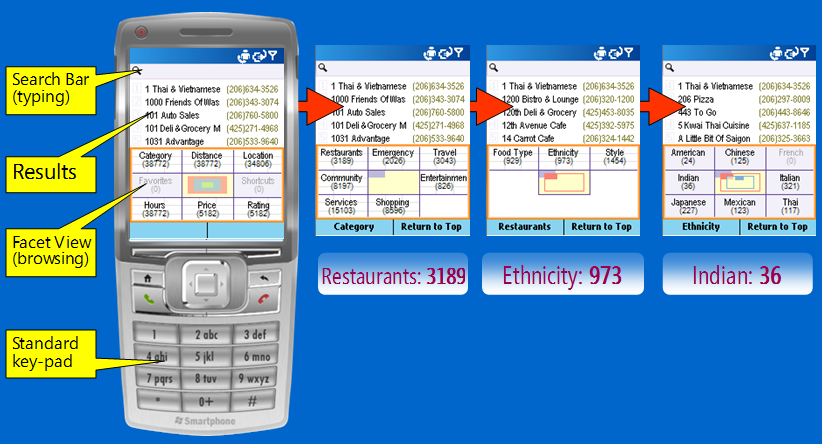 Search Bar
(typing)
Results
Facet View
(browsing)
Standard
key-pad
1 Thai & Vietnamese (206)634-3526
1000 Friends Of Was (206)343-3074
101 Auto Sales (206)760-5800
101 Deli &Grocery M (425)271-4968
1031 Advantage (206)533-9640
Category Distance Location
(38772) (38772) (34806)
Favorites Shortcuts
(0) (0)
Hours Price Rating
(38772) (5182) (5182)
1 2 abc 3 def
4 ghi 5 jkl 6 mno
7 pqrs 8 tuv 9 wxyz
* 0+ #
Smartphone
1 Thai & Vietnamese (206)634-3526
1000 Friends Of Was (206)343-3074
101 Auto Sales (206)760-5800
101 Deli &Grocery M (425)271-4968
1031 Advantage (206)533-9640
Restaurants Emergency Travel
(3189) (2026) (3043)
Community Entertainmen
(8197) (826)
Services Shopping
(15103) (8596)
Category Return to Top
Restaurants: 3189
1 Thai & Vietnamese (206)634-3526
1200 Bistro & Lounge (206)320-1200
120th Deli & Grocery (425)453-8035
12th Avenue Cafe (425)392-5975
14 Carrot Cafe (206)324-1442
Food Type Ethnicity Style
(929) (973) (1454)
Restaurants Return to Top
Ethnicity: 973
1 Thai & Vietnamese (206)634-3526
206 Pizza (206)297-8009
443 To Go (206)443-8646
5 Kwai Thai Cuisine (425)637-1185
A Little Bit Of Saigon (206)325-3663
American Chinese French
(24) (125) (0)
Indian Italian
(36) (321)
Japanese Mexican Thai
(227) (123) (117)
Ethnicity Return to Top
Indian: 36